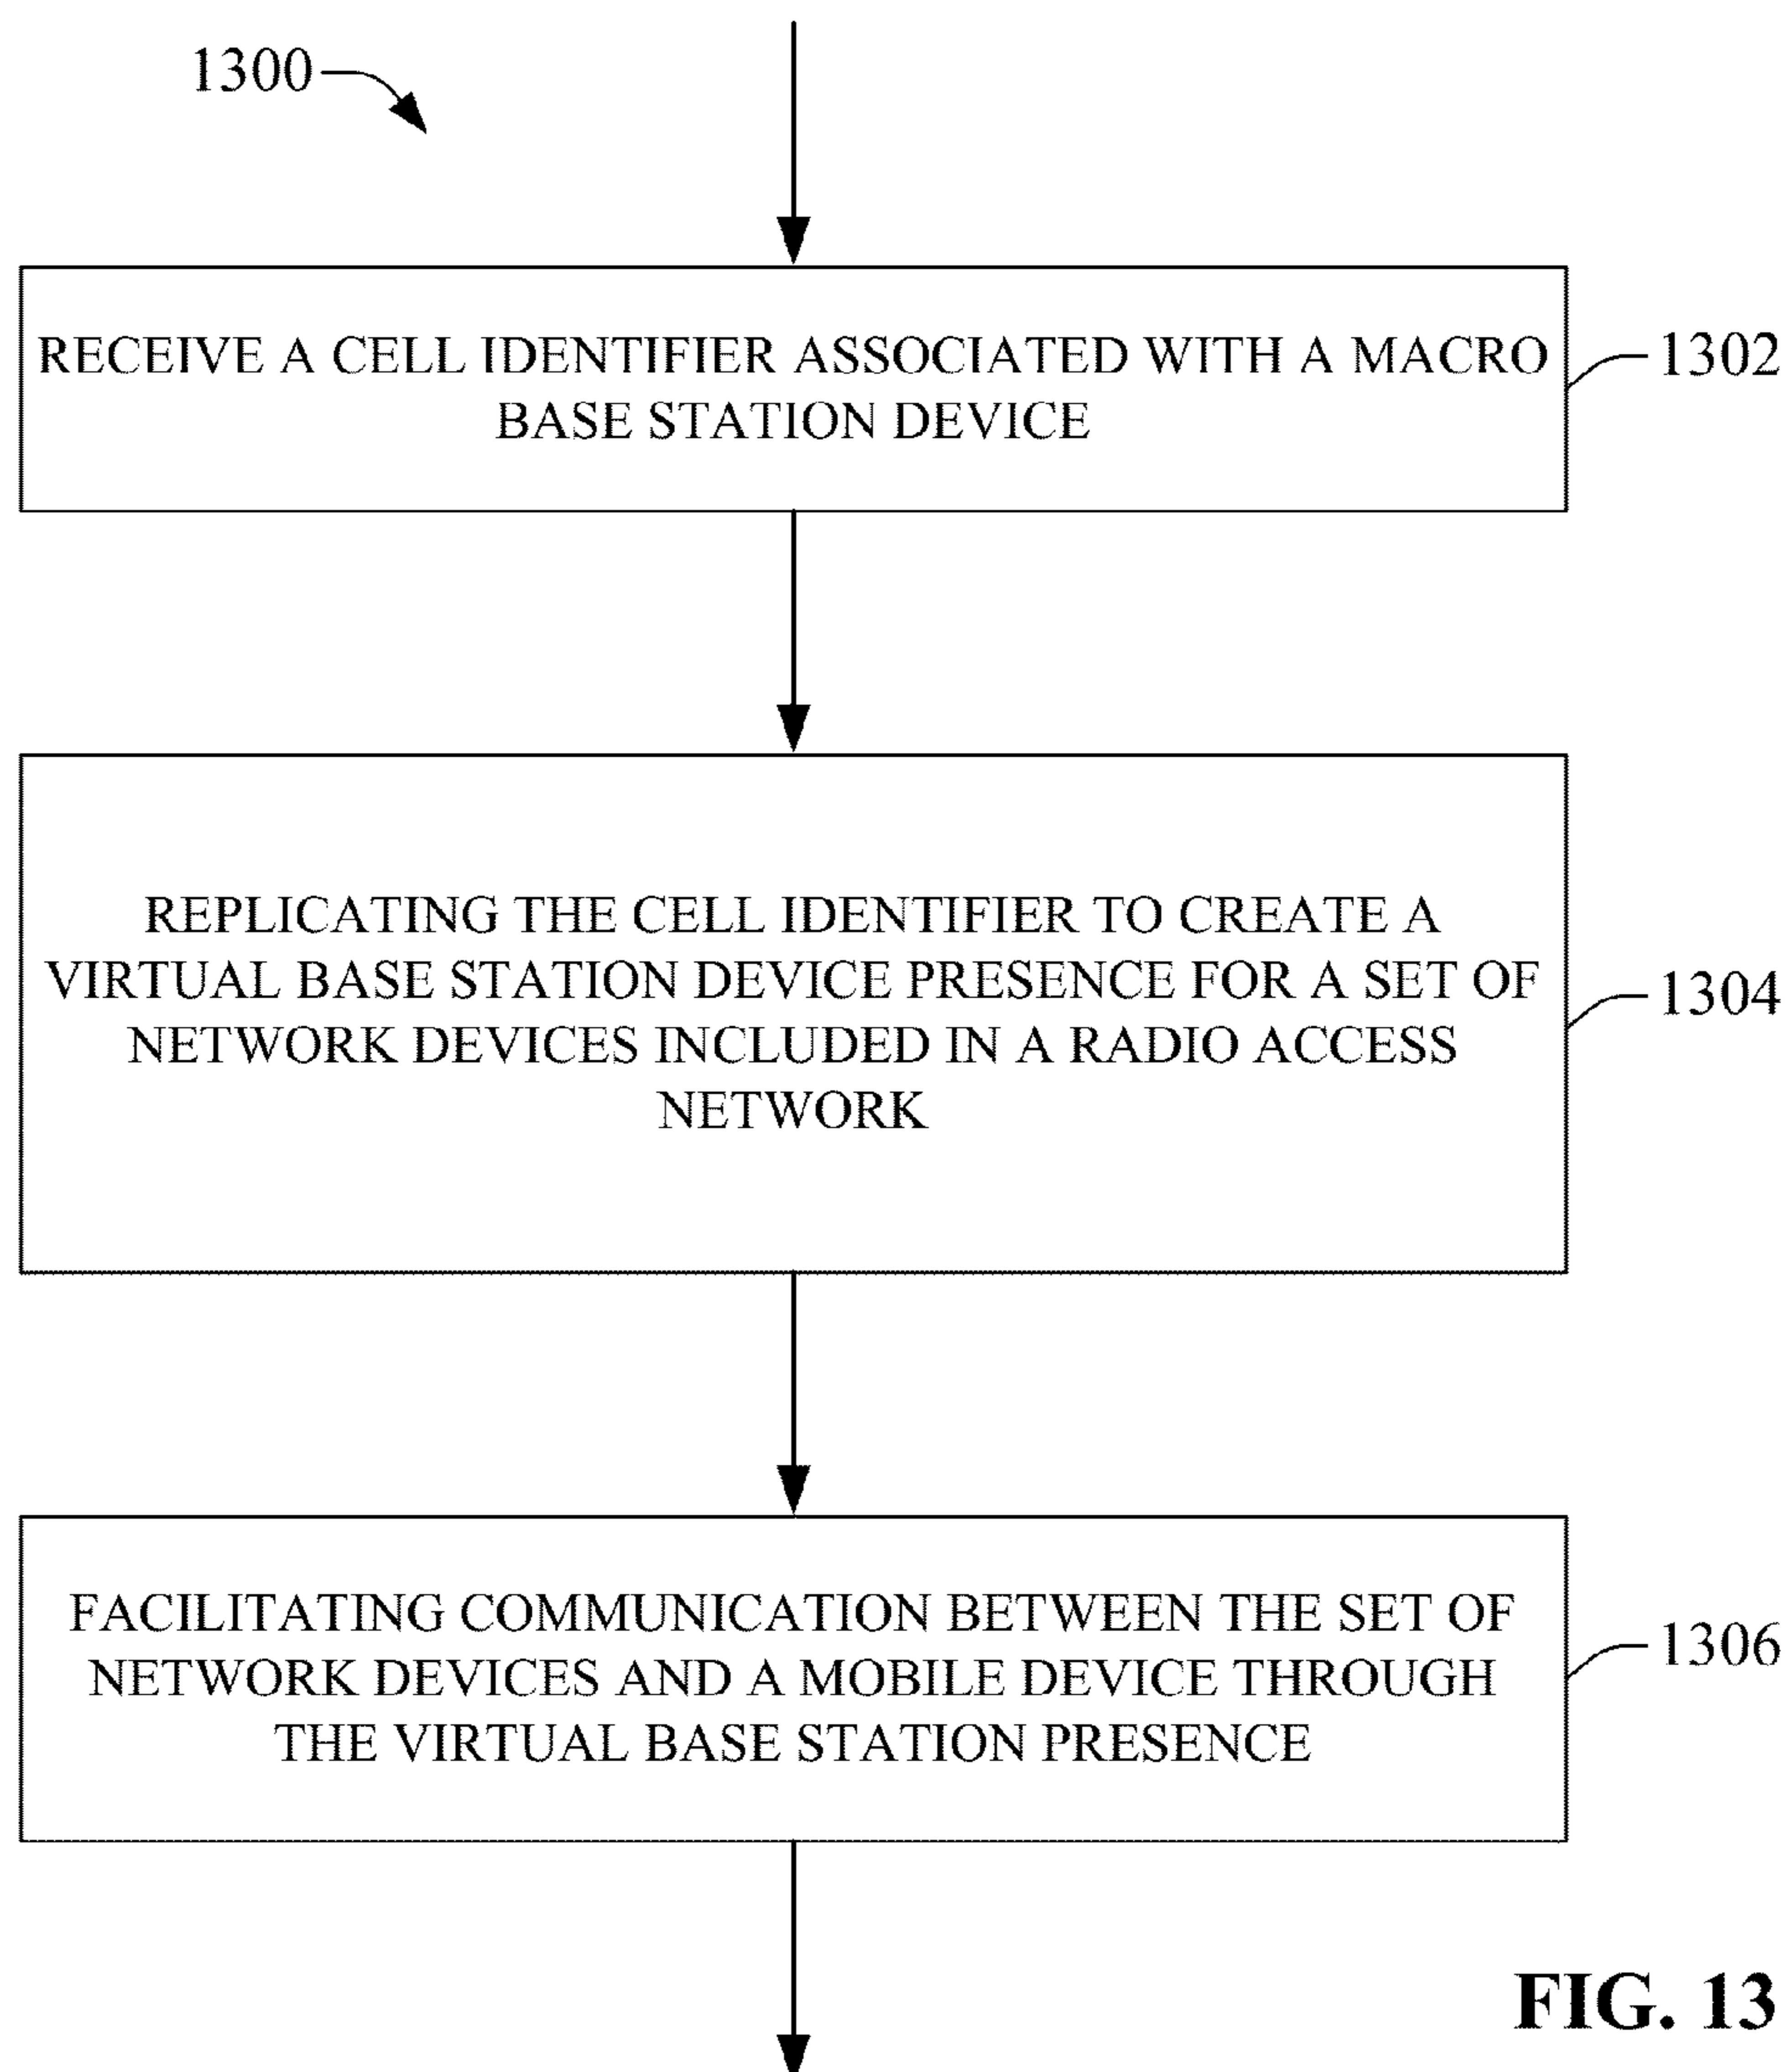 1300
RECEIVE A CELL IDENTIFIER ASSOCIATED WITH A MACRO
BASE STATION DEVICE
1302
REPLICATING THE CELL IDENTIFIER TO CREATE A
VIRTUAL BASE STATION DEVICE PRESENCE FOR A SET OF
NETWORK DEVICES INCLUDED IN A RADIO ACCESS
NETWORK
1304
FACILITATING COMMUNICATION BETWEEN THE SET OF
NETWORK DEVICES AND A MOBILE DEVICE THROUGH
THE VIRTUAL BASE STATION PRESENCE
1306
FIG. 13